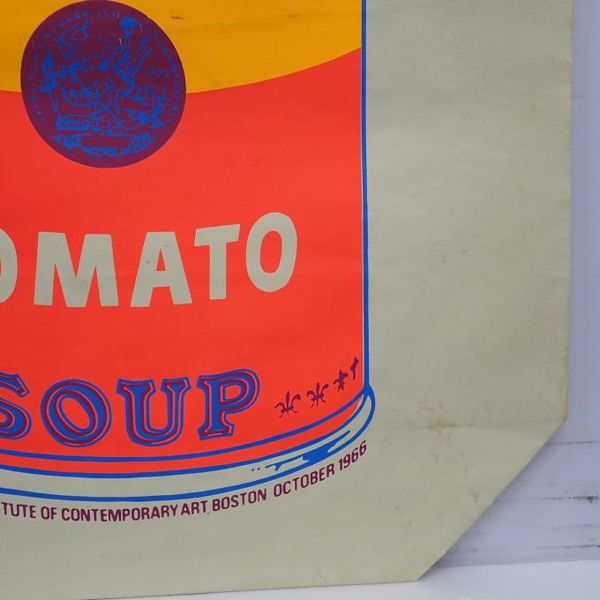 OMATO
SOUP
TUTE OF CONTEMPORARY ART, BOSTON OCTOBER 1966